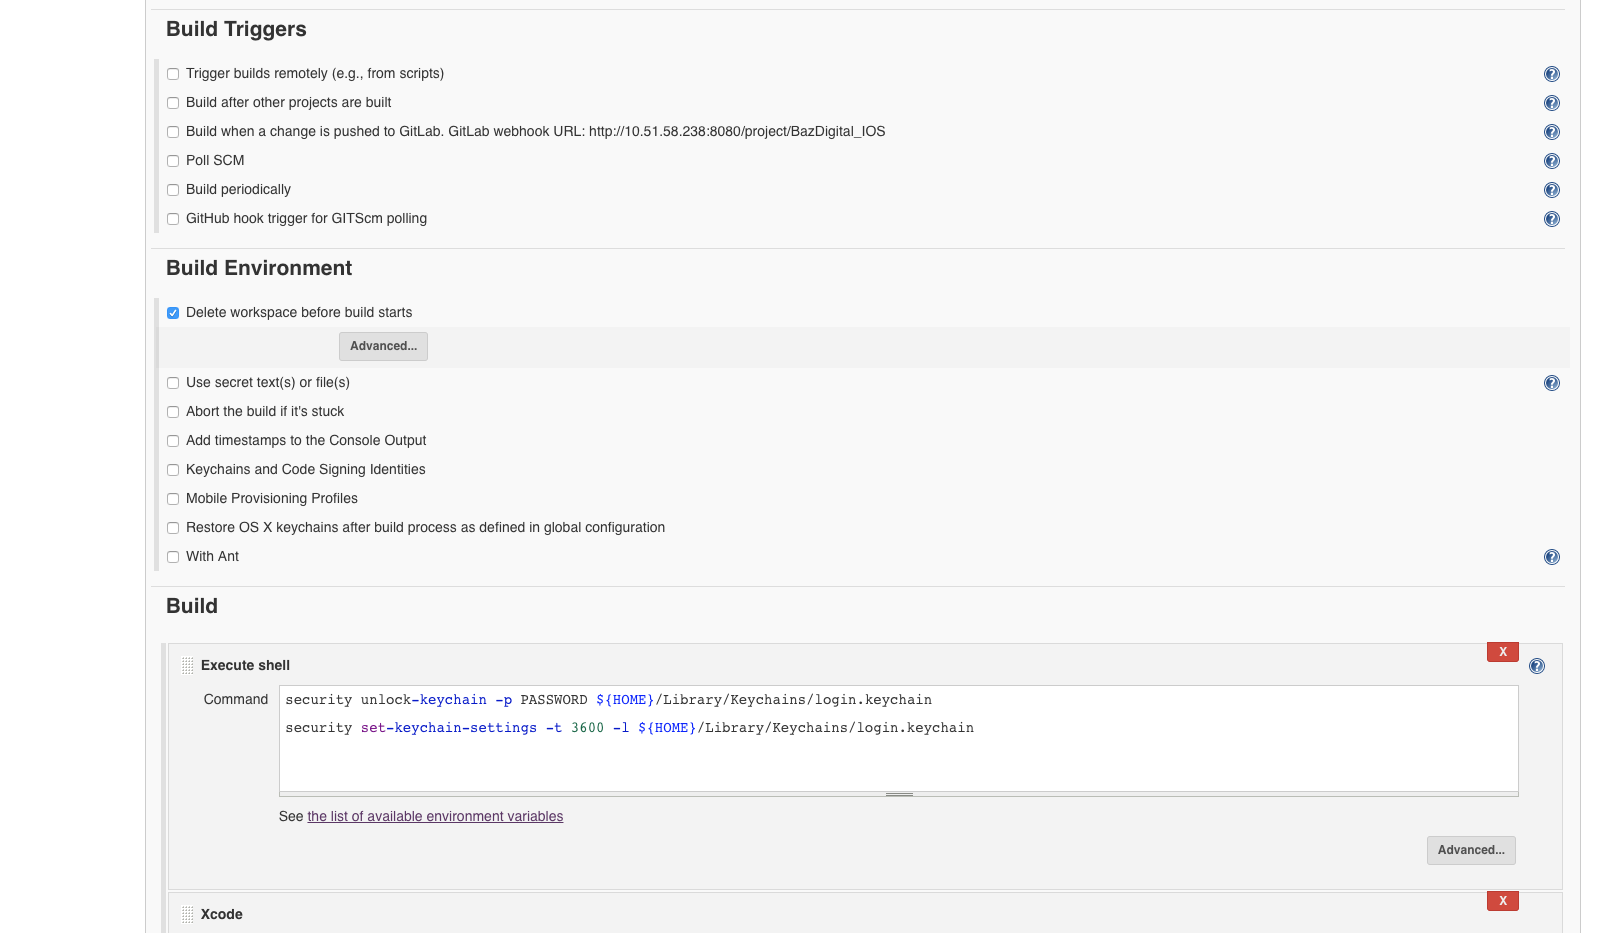 Build Triggers
Trigger builds remotely (e.g., from scripts)
?
Build after other projects are built
?
Build when a change is pushed to GitLab. GitLab webhook URL: http://10.51.58.238:8080/project/BazDigital_IOS
?
Poll SCM
?
Build periodically
?
GitHub hook trigger for GITScm polling
?
Build Environment
Delete workspace before build starts
Advanced...
Use secret text(s) or file(s)
?
Abort the build if it's stuck
Add timestamps to the Console Output
Keychains and Code Signing Identities
Mobile Provisioning Profiles
Restore OS X keychains after build process as defined in global configuration
With Ant
?
Build
X
Execute shell
?
Command
security unlock-keychain -p PASSWORD ${HOME}/Library/Keychains/login.keychain
security set-keychain-settings -t 3600 -l ${HOME}/Library/Keychains/login.keychain
See the list of available environment variables
Advanced...
X
Xcode